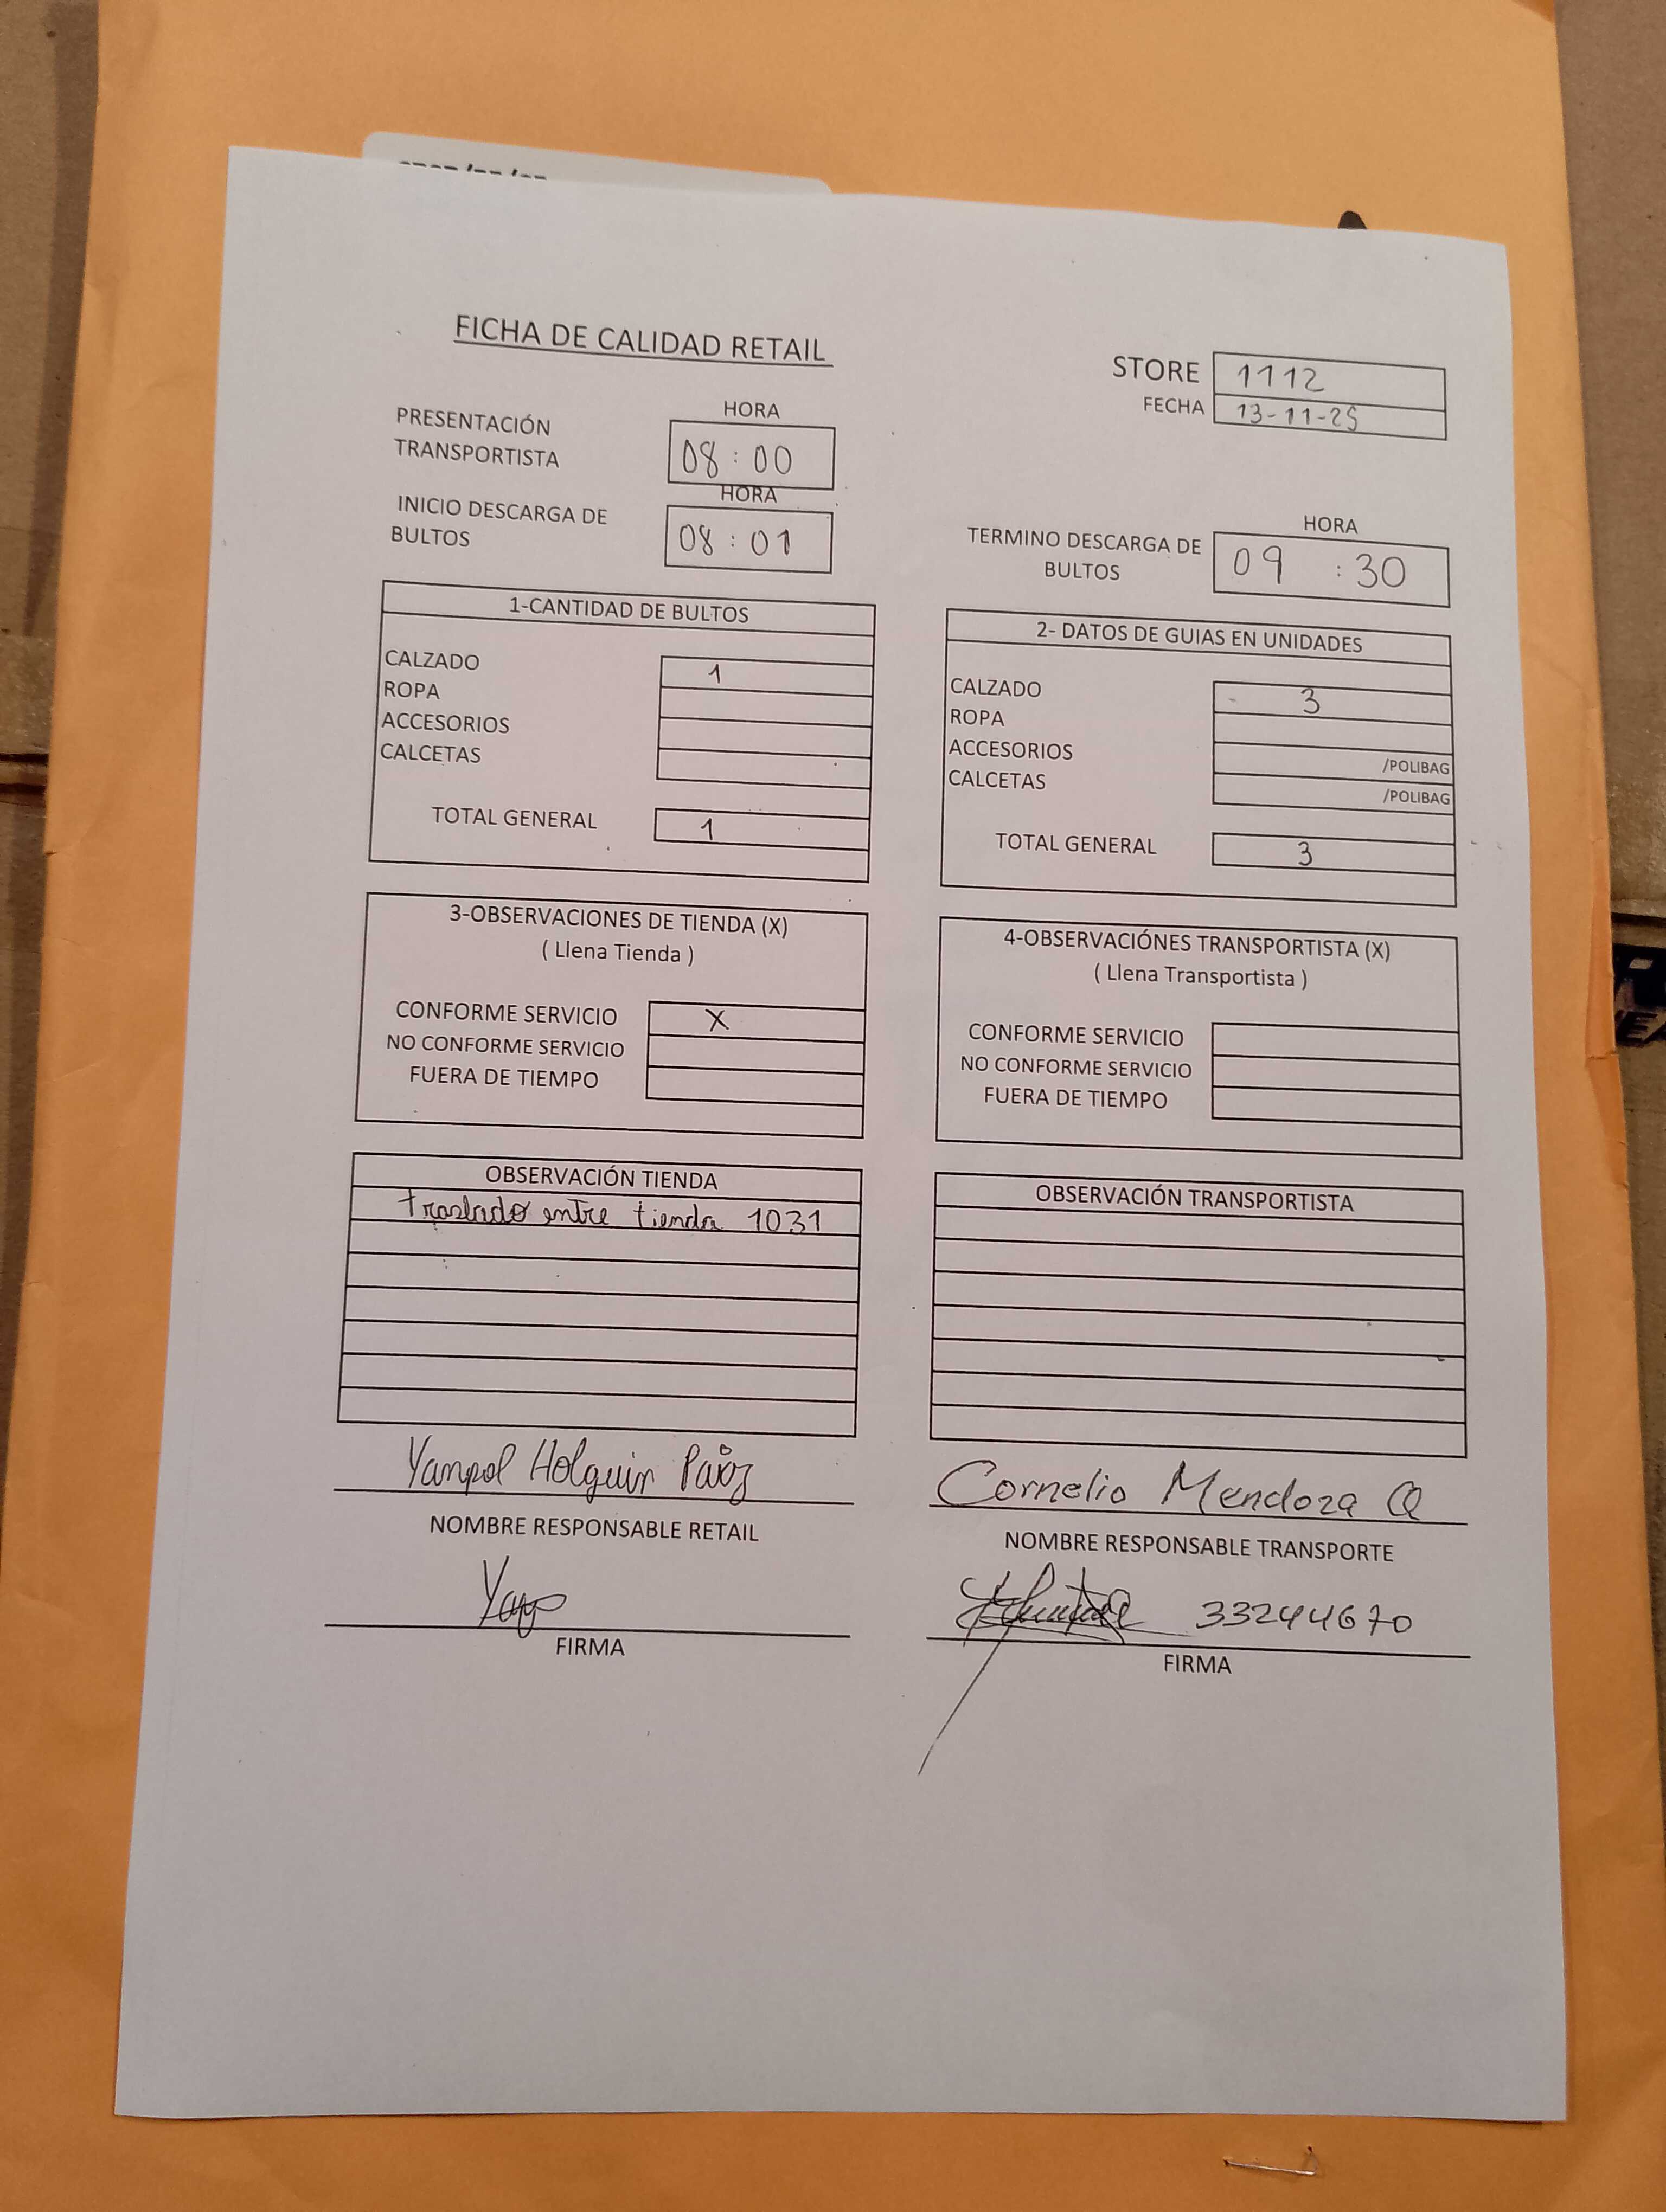 FICHA DE CALIDAD RETAIL
STORE 1112
FECHA 13-11-25
HORA
PRESENTACIÓN
TRANSPORTISTA
08:00
HORA
INICIO DESCARGA DE
BULTOS
08:01
HORA
TERMINO DESCARGA DE
BULTOS
09:30
1-CANTIDAD DE BULTOS
CALZADO 1
ROPA
ACCESORIOS
CALCETAS
TOTAL GENERAL 1
2- DATOS DE GUIAS EN UNIDADES
CALZADO 3
ROPA
ACCESORIOS /POLIBAG
CALCETAS /POLIBAG
TOTAL GENERAL 3
3-OBSERVACIONES DE TIENDA (X)
( Llena Tienda )
CONFORME SERVICIO X
NO CONFORME SERVICIO
FUERA DE TIEMPO
4-OBSERVACIÓNES TRANSPORTISTA (X)
( Llena Transportista )
CONFORME SERVICIO
NO CONFORME SERVICIO
FUERA DE TIEMPO
OBSERVACIÓN TIENDA
traslado entre tienda 1031
OBSERVACIÓN TRANSPORTISTA
Yanpol Holguin
NOMBRE RESPONSABLE RETAIL
Cornelio Mendoza Q
NOMBRE RESPONSABLE TRANSPORTE
FIRMA
33244670
FIRMA